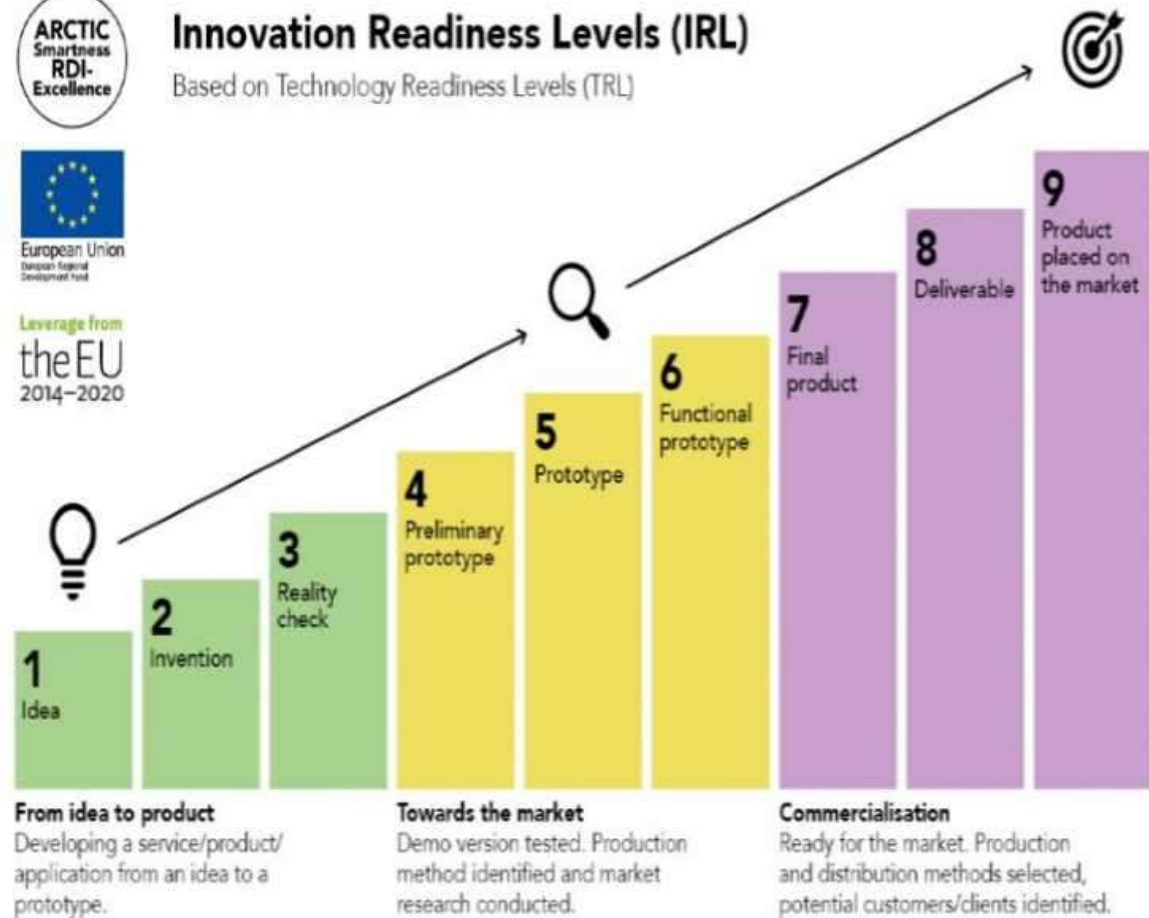 ARCTIC
Smartness
RDI-
Excellence
Innovation Readiness Levels (IRL)
Based on Technology Readiness Levels (TRL)
European Union
European Regional
Development Fund
Leverage from
the EU
2014–2020
1
Idea
2
Invention
3
Reality
check
4
Preliminary
prototype
5
Prototype
6
Functional
prototype
7
Final
product
8
Deliverable
9
Product
placed on
the market
From idea to product
Developing a service/product/
application from an idea to a
prototype.
Towards the market
Demo version tested. Production
method identified and market
research conducted.
Commercialisation
Ready for the market. Production
and distribution methods selected,
potential customers/clients identified.